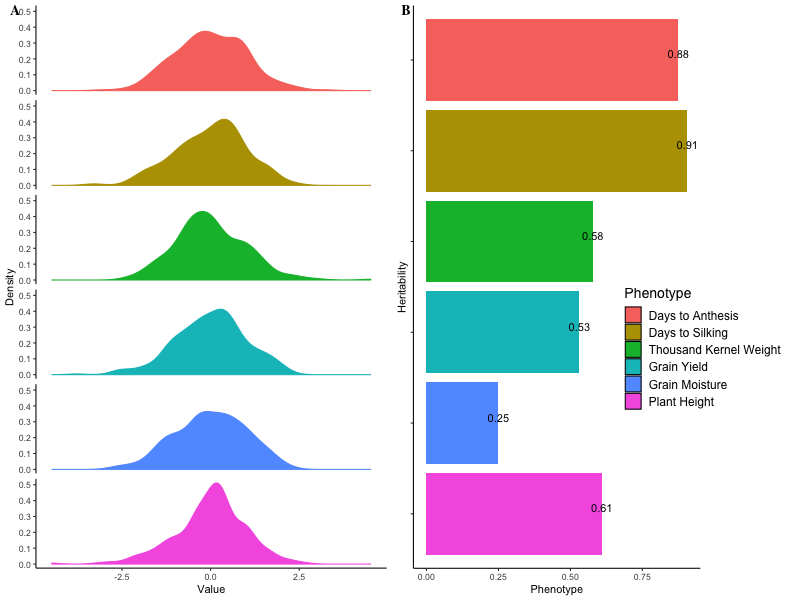 A
0.5
0.4
0.3
0.2
0.1
0.0
0.5
0.4
0.3
0.2
0.1
0.0
0.5
0.4
0.3
0.2
0.1
0.0
0.5
0.4
0.3
0.2
0.1
0.0
0.5
0.4
0.3
0.2
0.1
0.0
0.5
0.4
0.3
0.2
0.1
0.0
Density
-2.5 0.0 2.5
Value
B
0.88
0.91
0.58
0.53
0.25
0.61
Heritability
0.00 0.25 0.50 0.75
Phenotype
Phenotype
Days to Anthesis
Days to Silking
Thousand Kernel Weight
Grain Yield
Grain Moisture
Plant Height